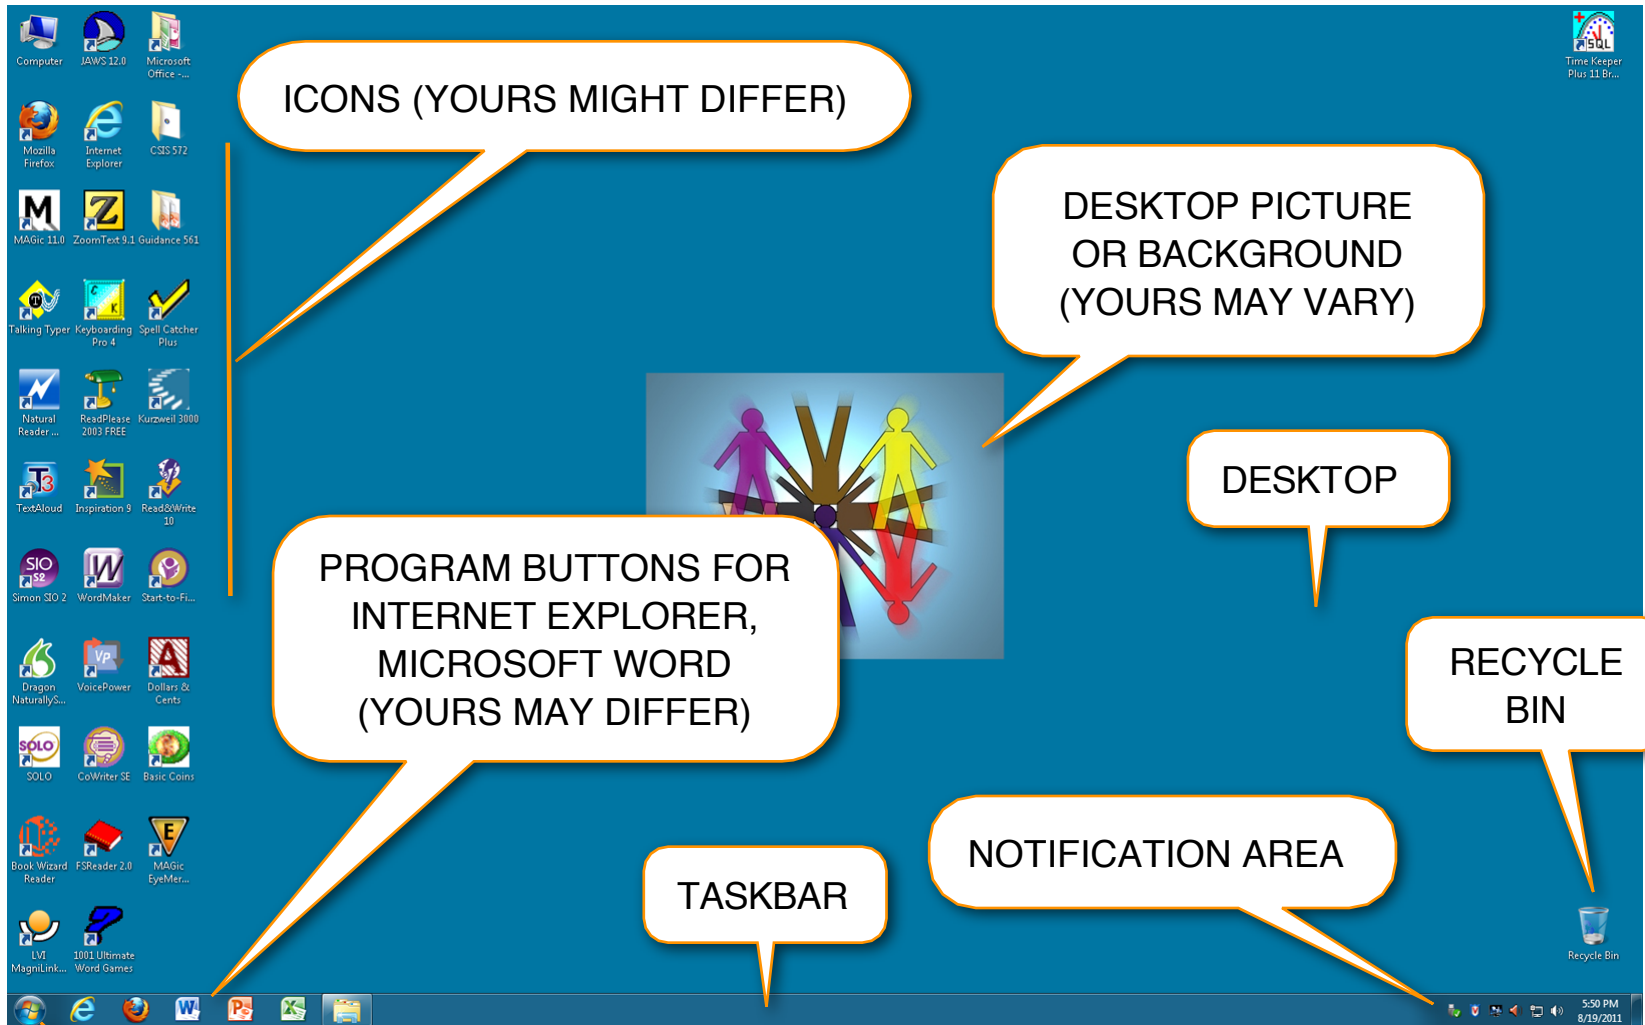 Computer
JAWS 12.0
Microsoft
Office -...
Time Keeper
Plus 11 Br...
SQL
ICONS (YOURS MIGHT DIFFER)
Mozilla
Firefox
Internet
Explorer
CSIS 572
MAGic 11.0
ZoomText 9.1
Guidance 561
DESKTOP PICTURE
OR BACKGROUND
(YOURS MAY VARY)
Talking Typer
Keyboarding
Pro 4
Spell Catcher
Plus
Natural
Reader ...
ReadPlease
2003 FREE
Kurzweil 3000
DESKTOP
TextAloud
Inspiration 9
Read&Write
10
PROGRAM BUTTONS FOR
INTERNET EXPLORER,
MICROSOFT WORD
(YOURS MAY DIFFER)
SIO
S2
Simon SIO 2
WordMaker
Start-to-Fi...
RECYCLE
BIN
Dragon
NaturallyS...
VP
VoicePower
Dollars &
Cents
SOLO
SOLO
CoWriter SE
Basic Coins
NOTIFICATION AREA
Book Wizard
Reader
FSReader 2.0
MAGic
EyeMer...
TASKBAR
LVI
MagniLink...
1001 Ultimate
Word Games
Recycle Bin
5:50 PM
8/19/2011